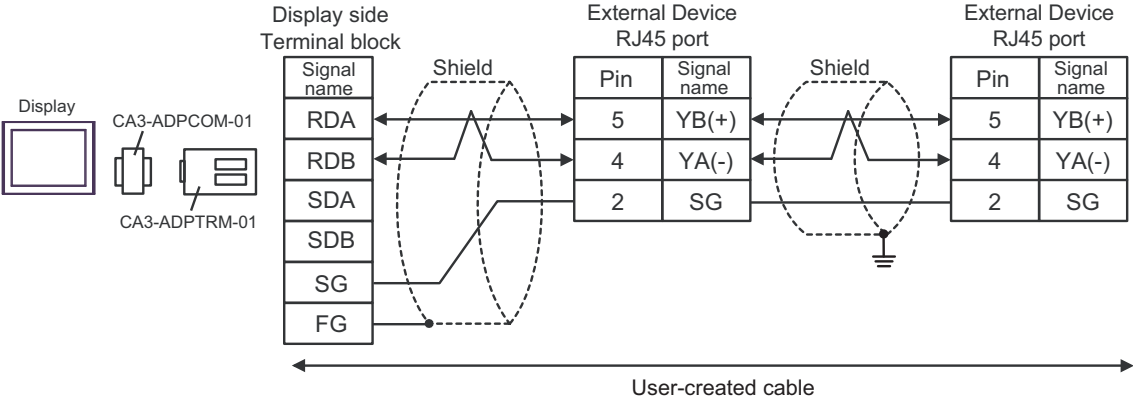 Display side
Terminal block
External Device
RJ45 port
External Device
RJ45 port
Display
CA3-ADPCOM-01
CA3-ADPTRM-01
Signal
name
RDA
RDB
SDA
SDB
SG
FG
Shield
Pin
Signal
name
5 YB(+)
4 YA(-)
2 SG
Shield
Pin
Signal
name
5 YB(+)
4 YA(-)
2 SG
User-created cable